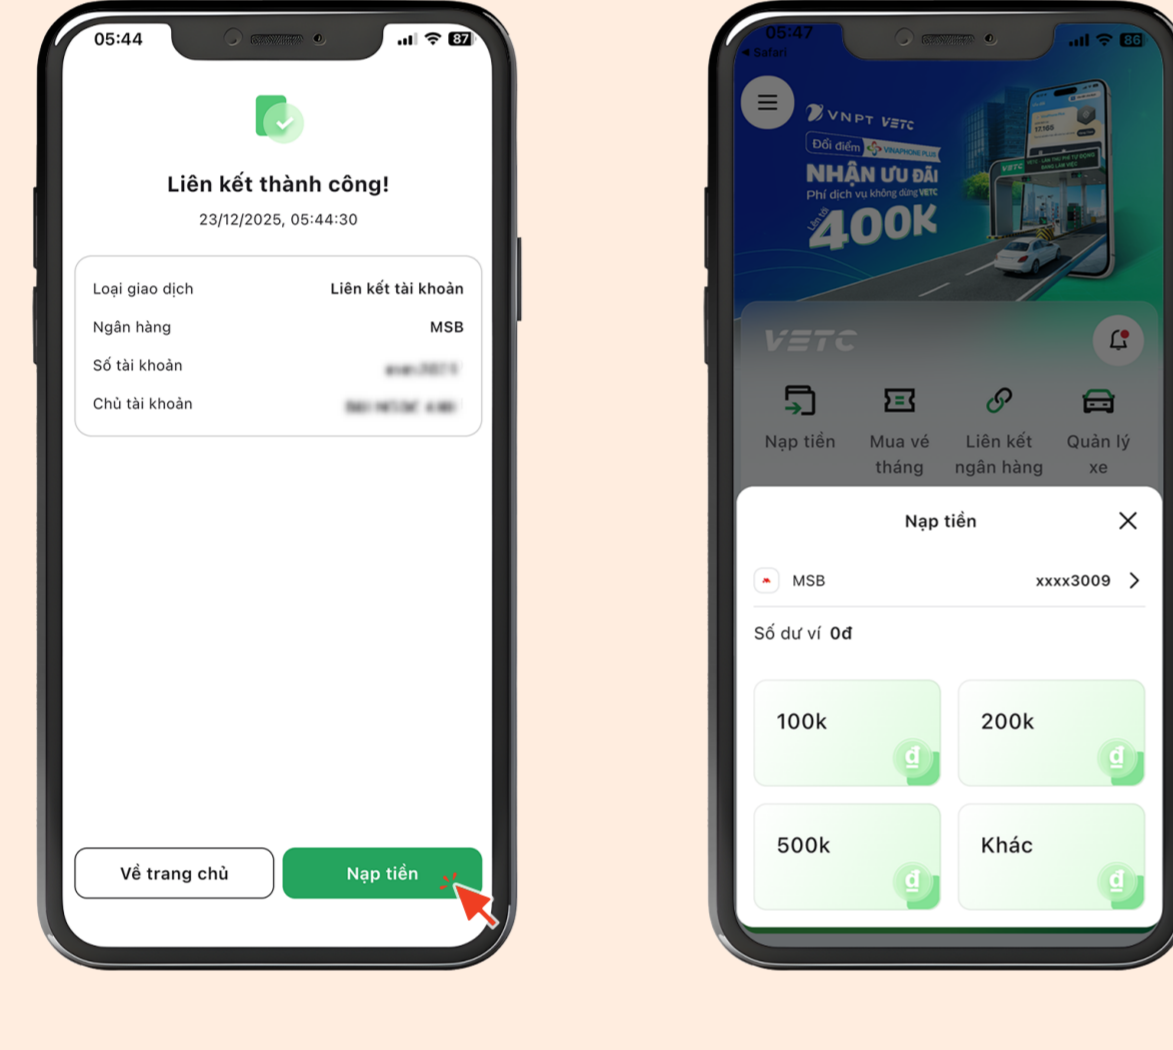 05:44
87
Liên kết thành công!
23/12/2025, 05:44:30
Loại giao dịch Liên kết tài khoản
Ngân hàng MSB
Số tài khoản
Chủ tài khoản
Về trang chủ
Nạp tiền
05:47
Safari
86
VNPT VETC
Đổi điểm VINAPHONE PLUS
NHẬN ƯU ĐÃI
Phí dịch vụ không dừng VETC
Lên tới
400K
VETC
VETC
Nạp tiền
Mua vé tháng
Liên kết ngân hàng
Quản lý xe
Nạp tiền
MSB xxxx3009
Số dư ví 0đ
100k
đ
200k
đ
500k
đ
Khác
đ